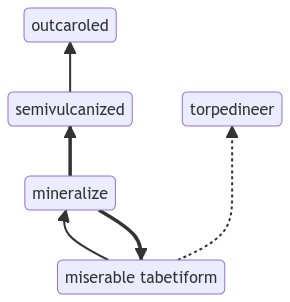 outcaroled
semivulcanized
torpedineer
mineralize
miserable tabetiform